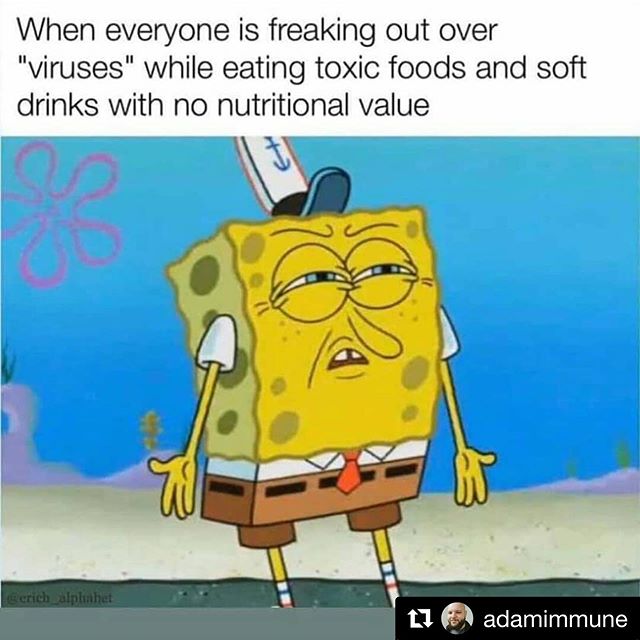 When everyone is freaking out over
"viruses" while eating toxic foods and soft
drinks with no nutritional value
@erich_alphabet
adamimmune